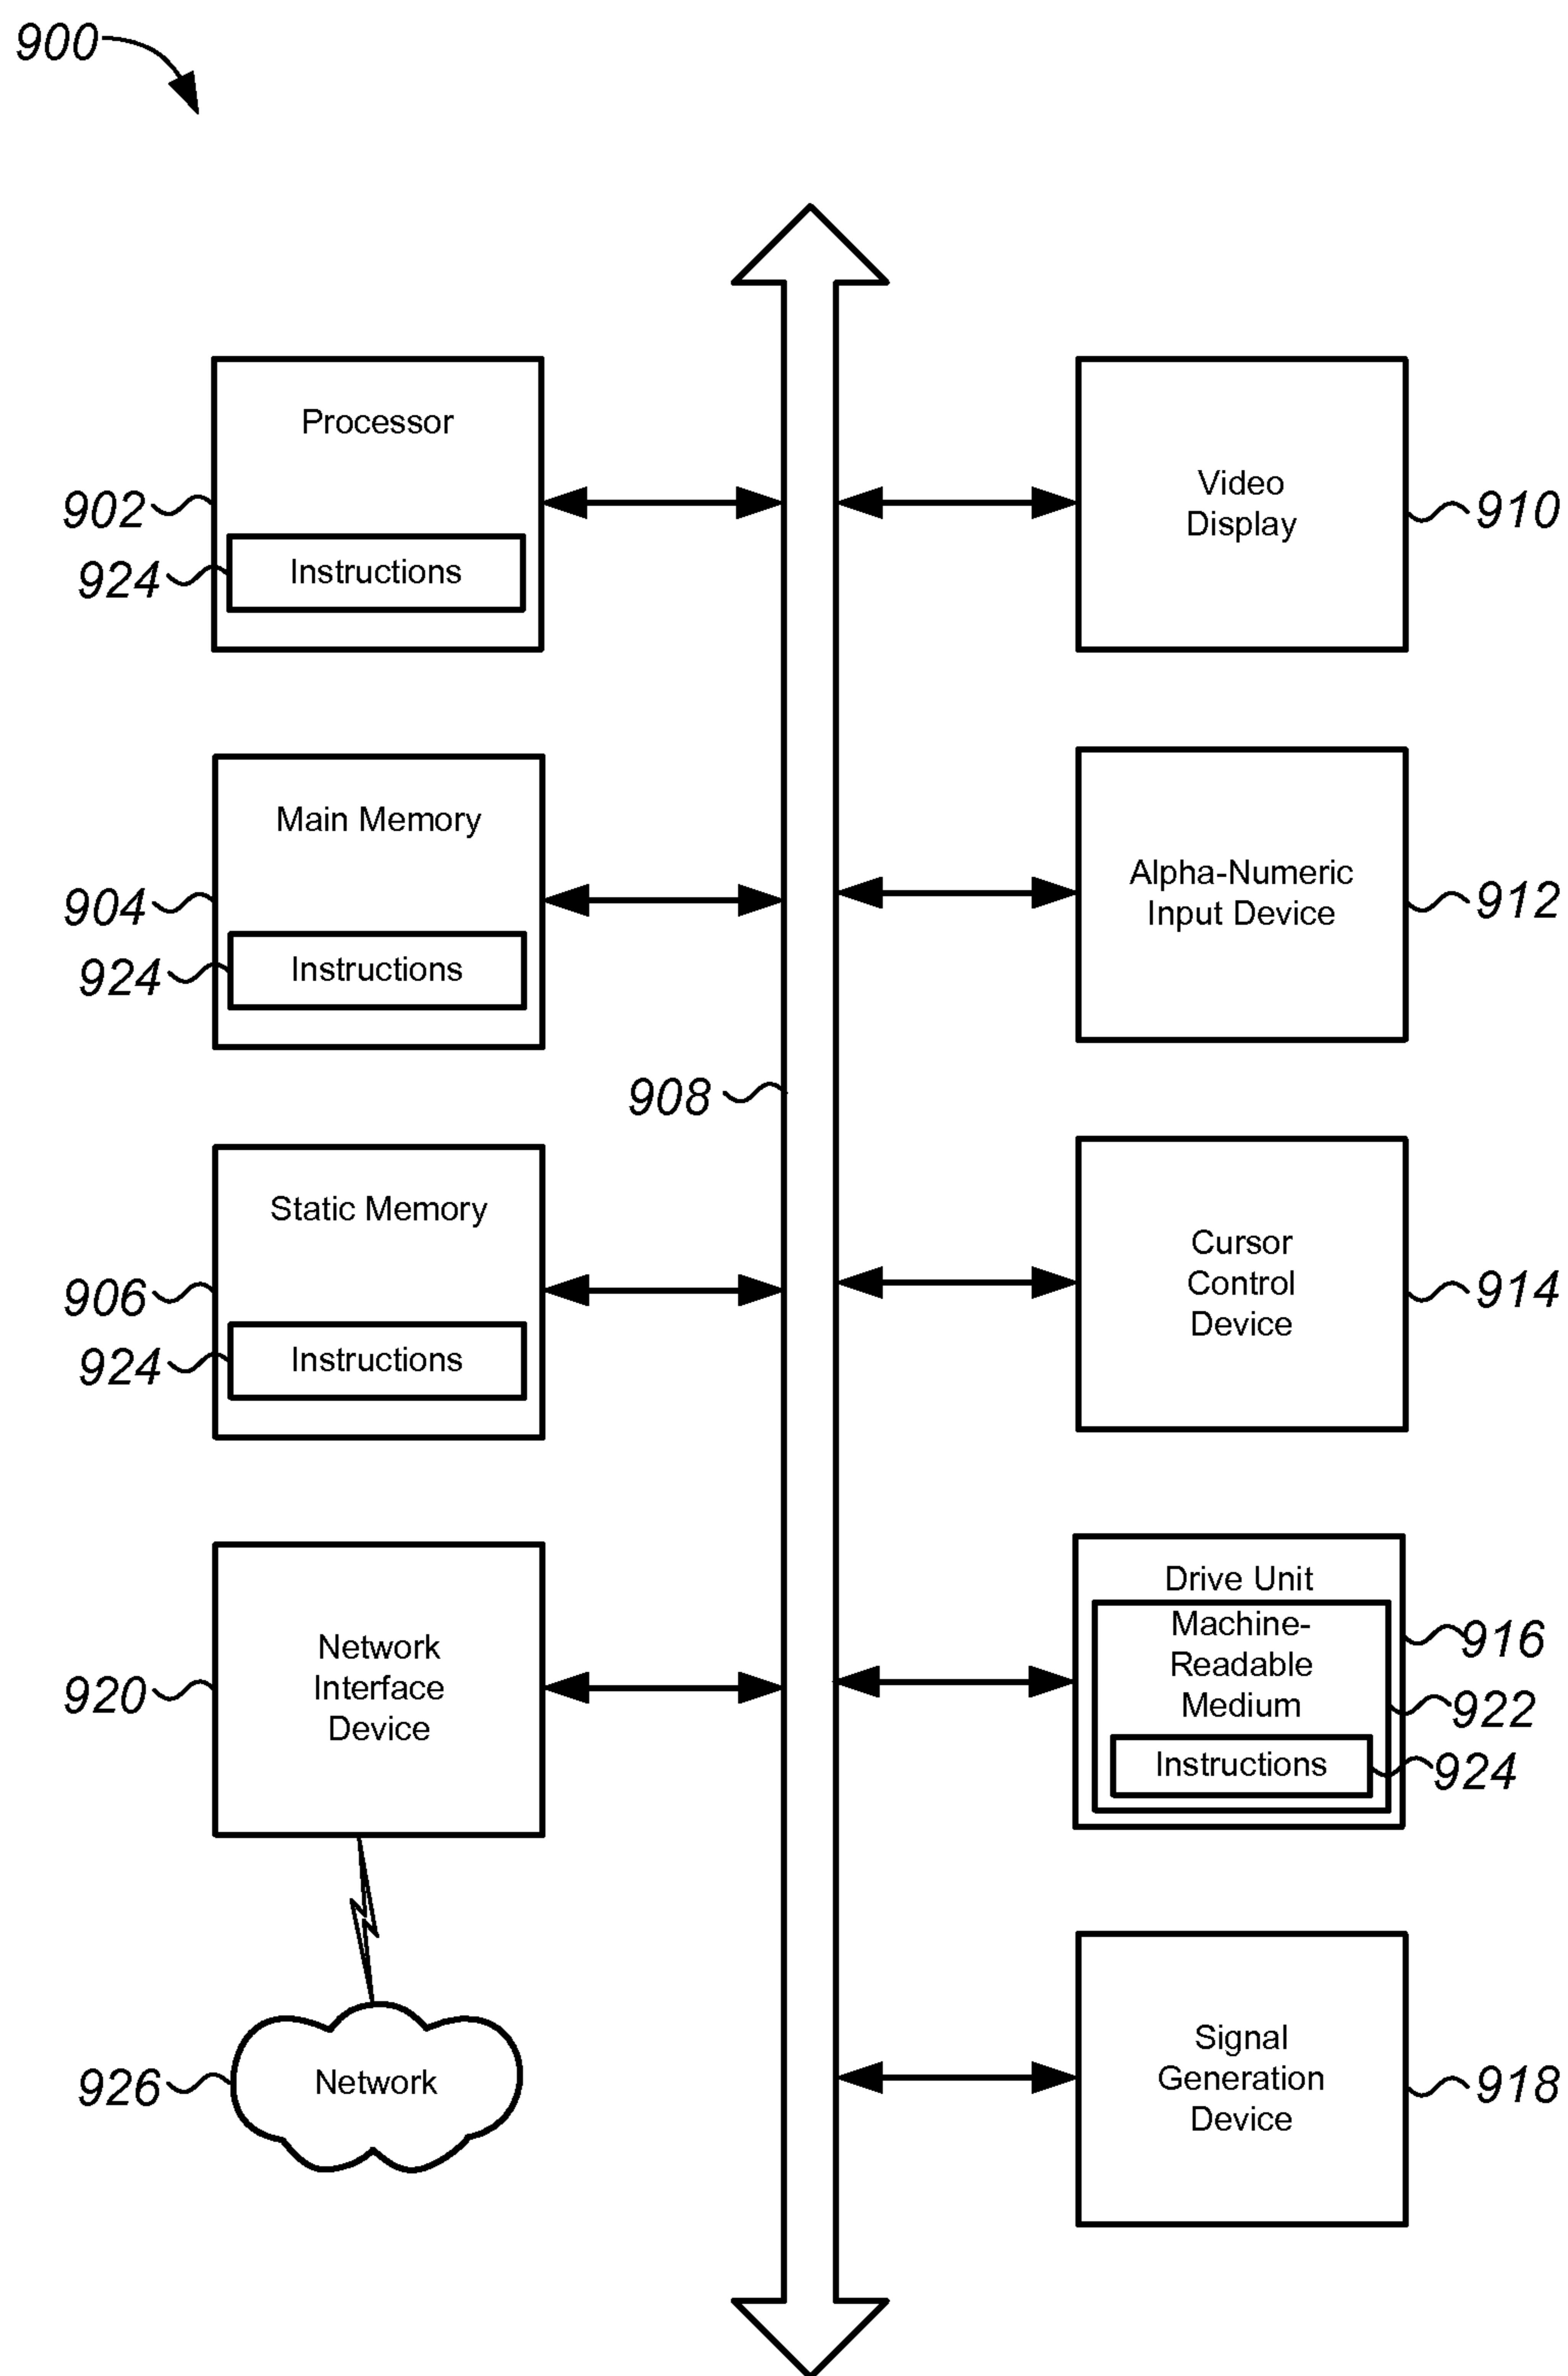 900
Processor
902
924
Instructions
Video
Display
910
Main Memory
904
924
Instructions
Alpha-Numeric
Input Device
912
908
Static Memory
906
924
Instructions
Cursor
Control
Device
914
Network
Interface
Device
920
Drive Unit
Machine-
Readable
Medium
Instructions
916
922
924
Network
926
Signal
Generation
Device
918